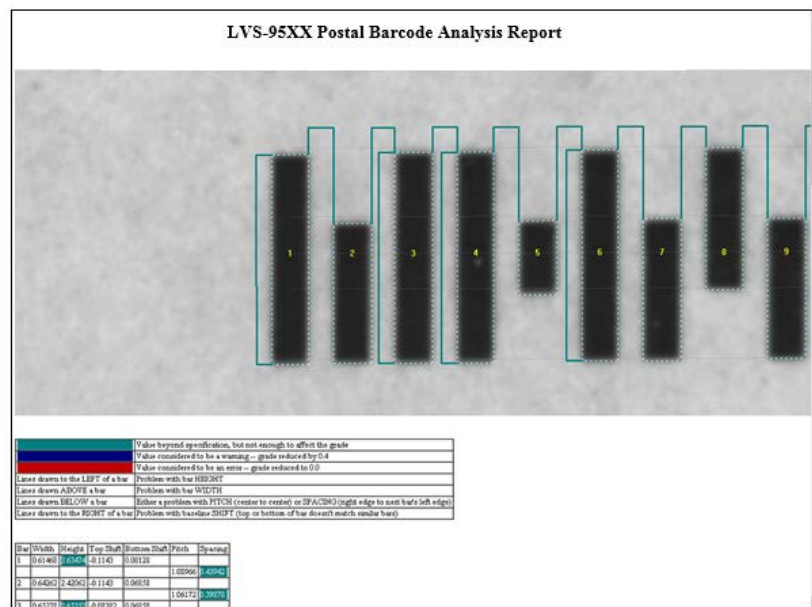 LVS-95XX Postal Barcode Analysis Report
1 2 3 4 5 6 7 8 9
Value beyond specification, but not enough to affect the grade
Value considered to be a warning -- grade reduced by 0.4
Value considered to be an error -- grade reduced to 0.0
Lines drawn to the LEFT of a bar Problem with bar HEIGHT
Lines drawn ABOVE a bar Problem with bar WIDTH
Lines drawn BELOW a bar Either a problem with PITCH (center to center) or SPACING (right edge to next bar's left edge)
Lines drawn to the RIGHT of a bar Problem with baseline SHIFT (top or bottom of bar doesn't match similar bars)
Bar Width Height Top Shift Bottom Shift Pitch Spacing
1 0.61468 -0.1143 0.08128
1.08966
2 0.64262 2.42062 -0.1143 0.06858
1.06172
3